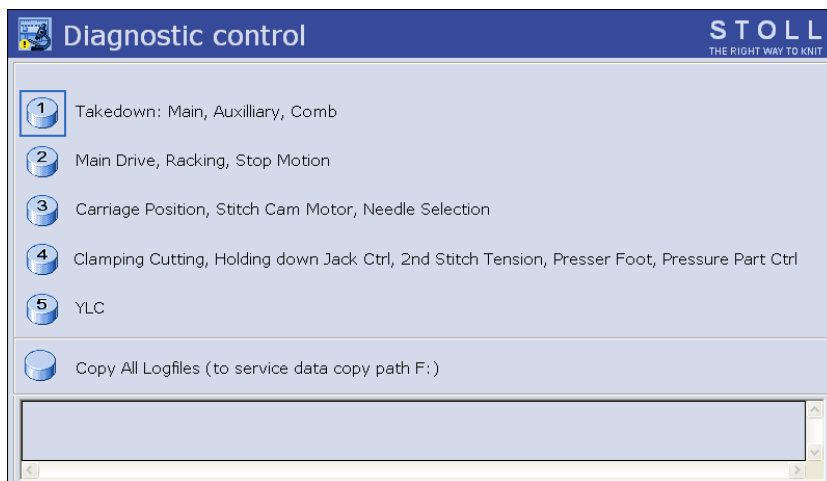 Diagnostic control
STOLL
THE RIGHT WAY TO KNIT
1 Takedown: Main, Auxilliary, Comb
2 Main Drive, Racking, Stop Motion
3 Carriage Position, Stitch Cam Motor, Needle Selection
4 Clamping Cutting, Holding down Jack Ctrl, 2nd Stitch Tension, Presser Foot, Pressure Part Ctrl
5 YLC
Copy All Logfiles (to service data copy path F:)